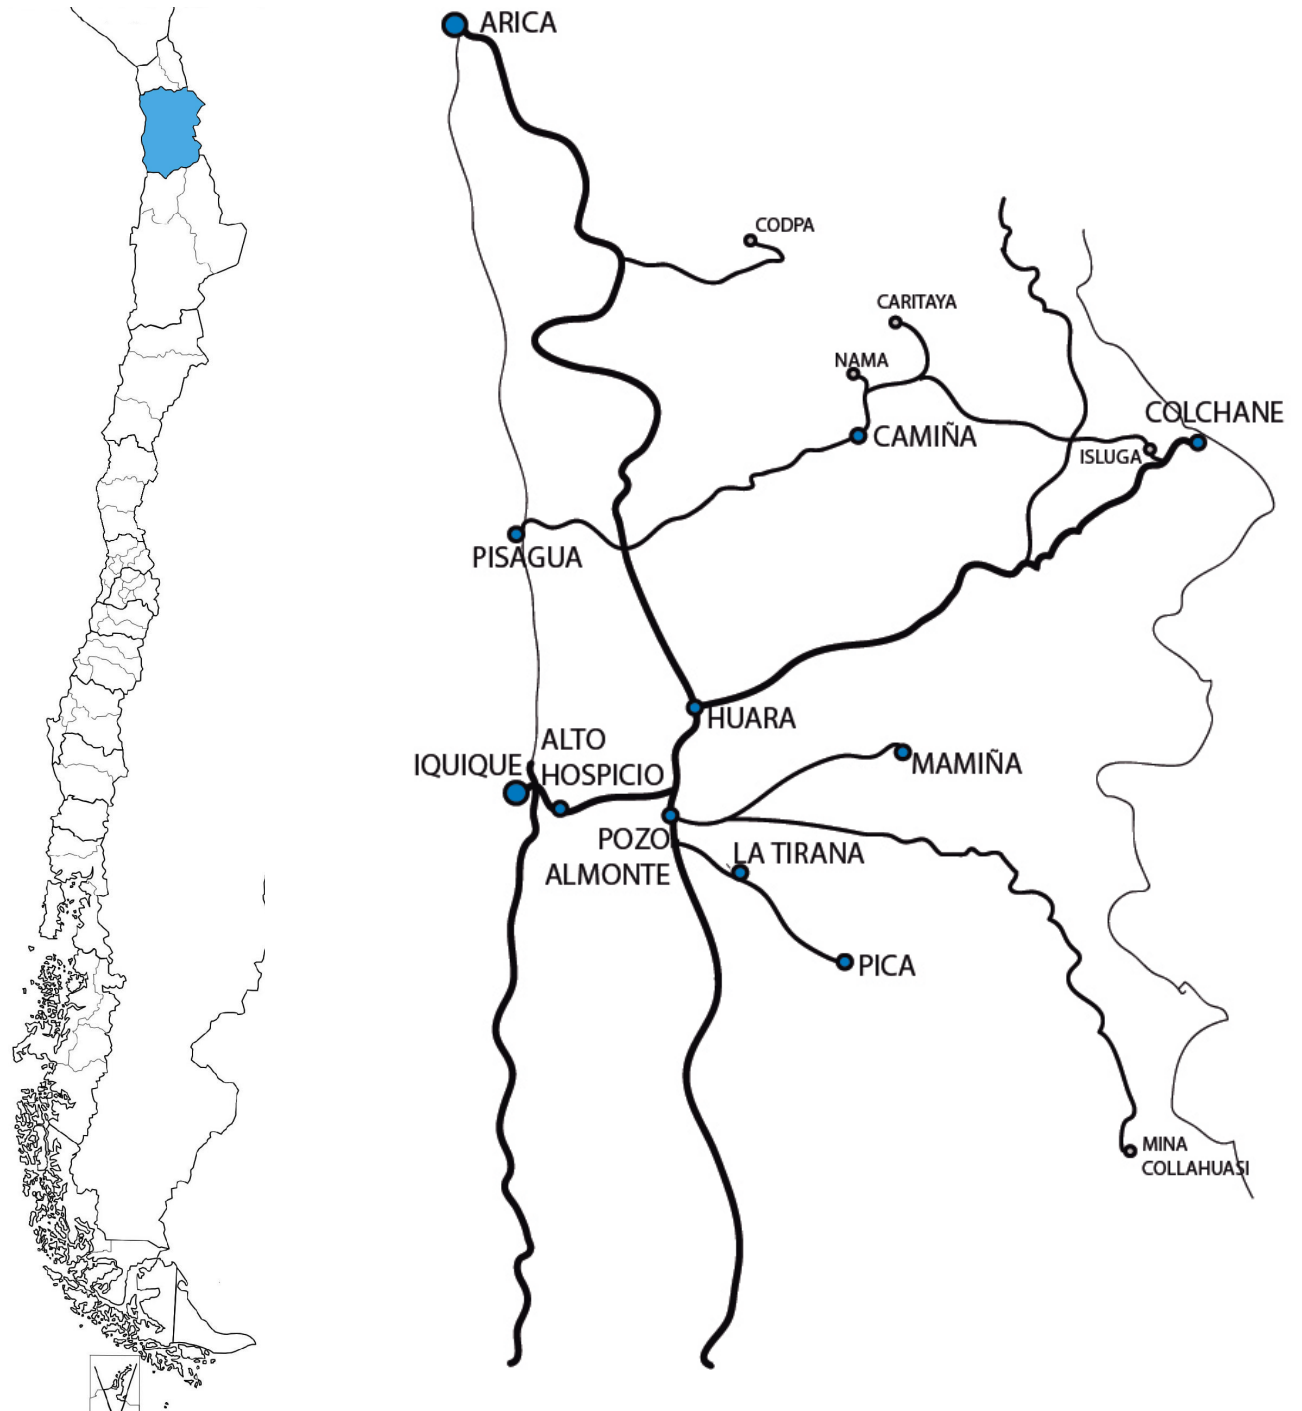 ARICA
CODPA
CARITAYA
NAMA
COLCHANE
CAMIÑA
ISLUGA
PISAGUA
HUARA
ALTO
HOSPICIO
IQUIQUE
MAMIÑA
POZO
ALMONTE
LA TIRANA
PICA
MINA
COLLAHUASI